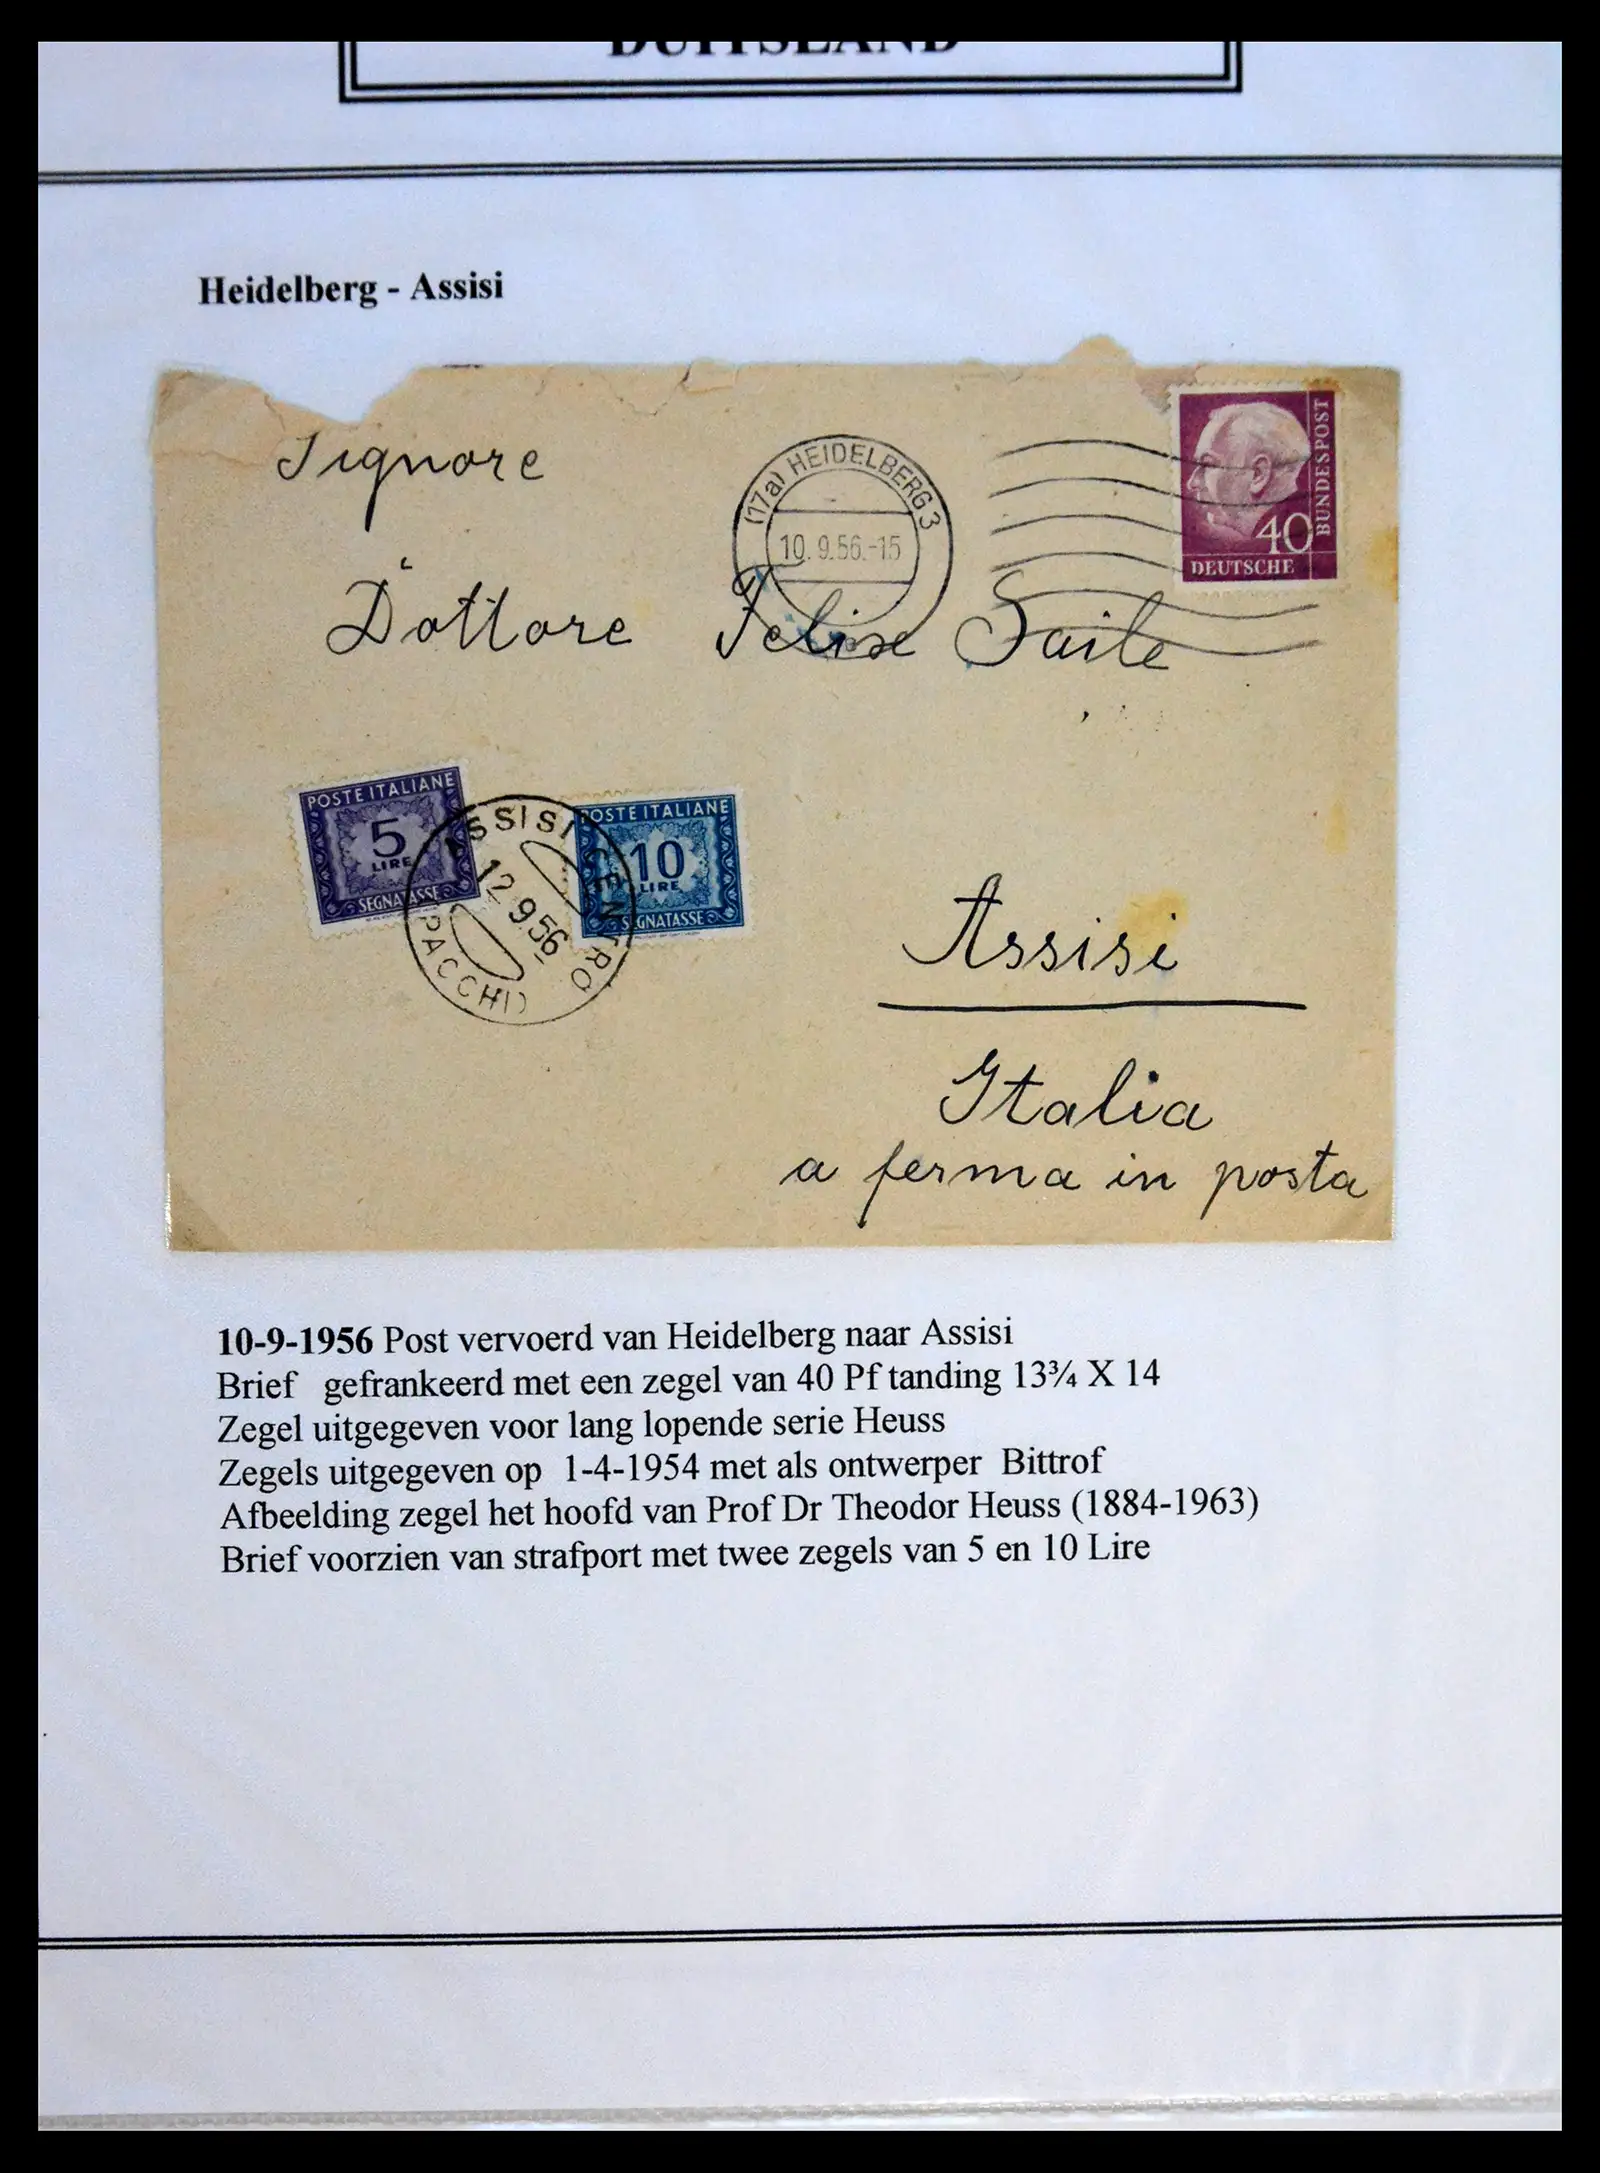 DUITSLAND
Heidelberg - Assisi
Signore
(17a) HEIDELBERG 3
10.9.56.-15
40
BUNDESPOST
DEUTSCHE
Dottore Felise Saile
POSTE ITALIANE
5
LIRE
SEGNATASSE
POSTE ITALIANE
10
LIRE
SEGNATASSE
ASSISI CENTRO
12.9.56
(PACCHI)
Assisi
Italia
a ferma in posta
10-9-1956 Post vervoerd van Heidelberg naar Assisi
Brief gefrankeerd met een zegel van 40 Pf tanding 13¾ X 14
Zegel uitgegeven voor lang lopende serie Heuss
Zegels uitgegeven op 1-4-1954 met als ontwerper Bittrof
Afbeelding zegel het hoofd van Prof Dr Theodor Heuss (1884-1963)
Brief voorzien van strafport met twee zegels van 5 en 10 Lire